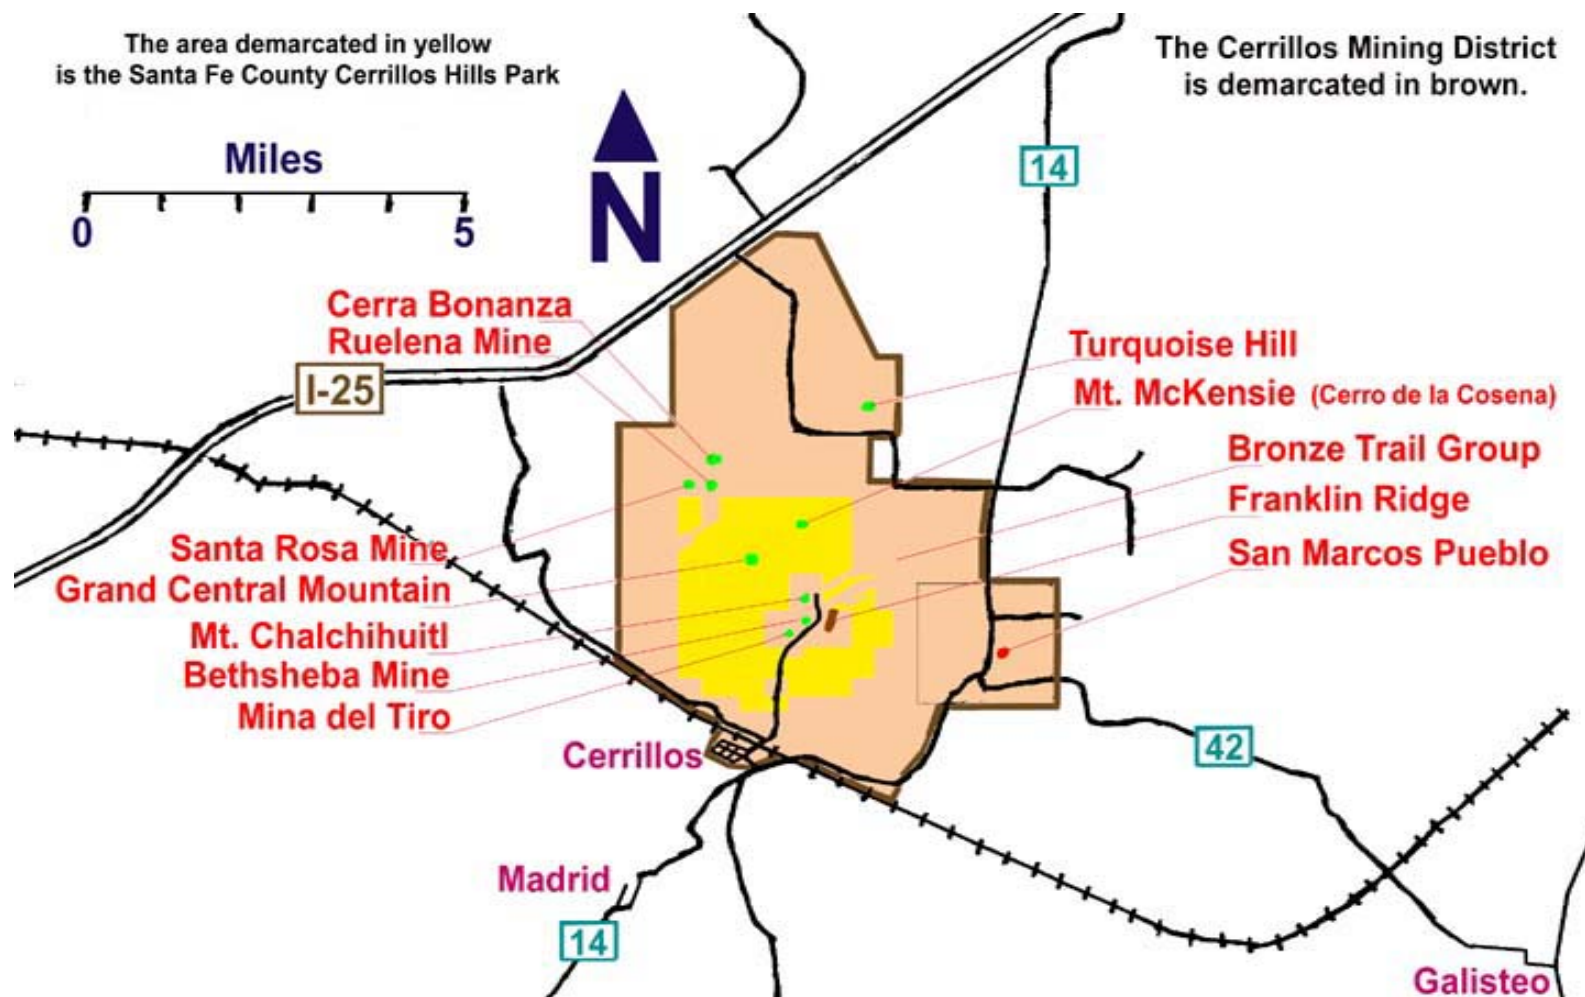 The area demarcated in yellow
is the Santa Fe County Cerrillos Hills Park
The Cerrillos Mining District
is demarcated in brown.
Miles
0
5
N
14
Cerra Bonanza
Ruelena Mine
I-25
Turquoise Hill
Mt. McKensie (Cerro de la Cosena)
Bronze Trail Group
Franklin Ridge
San Marcos Pueblo
Santa Rosa Mine
Grand Central Mountain
Mt. Chalchihuitl
Bethsheba Mine
Mina del Tiro
Cerrillos
42
Madrid
14
Galisteo